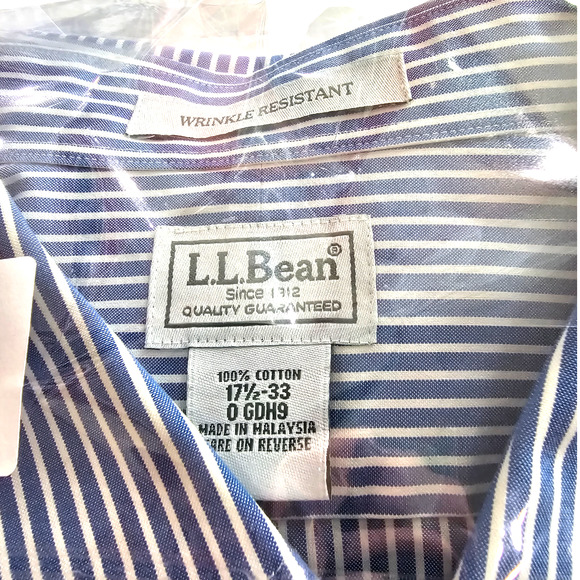 WRINKLE RESISTANT
L.L.Bean®
Since 1912
QUALITY GUARANTEED
100% COTTON
17½-33
0 GDH9
MADE IN MALAYSIA
CARE ON REVERSE